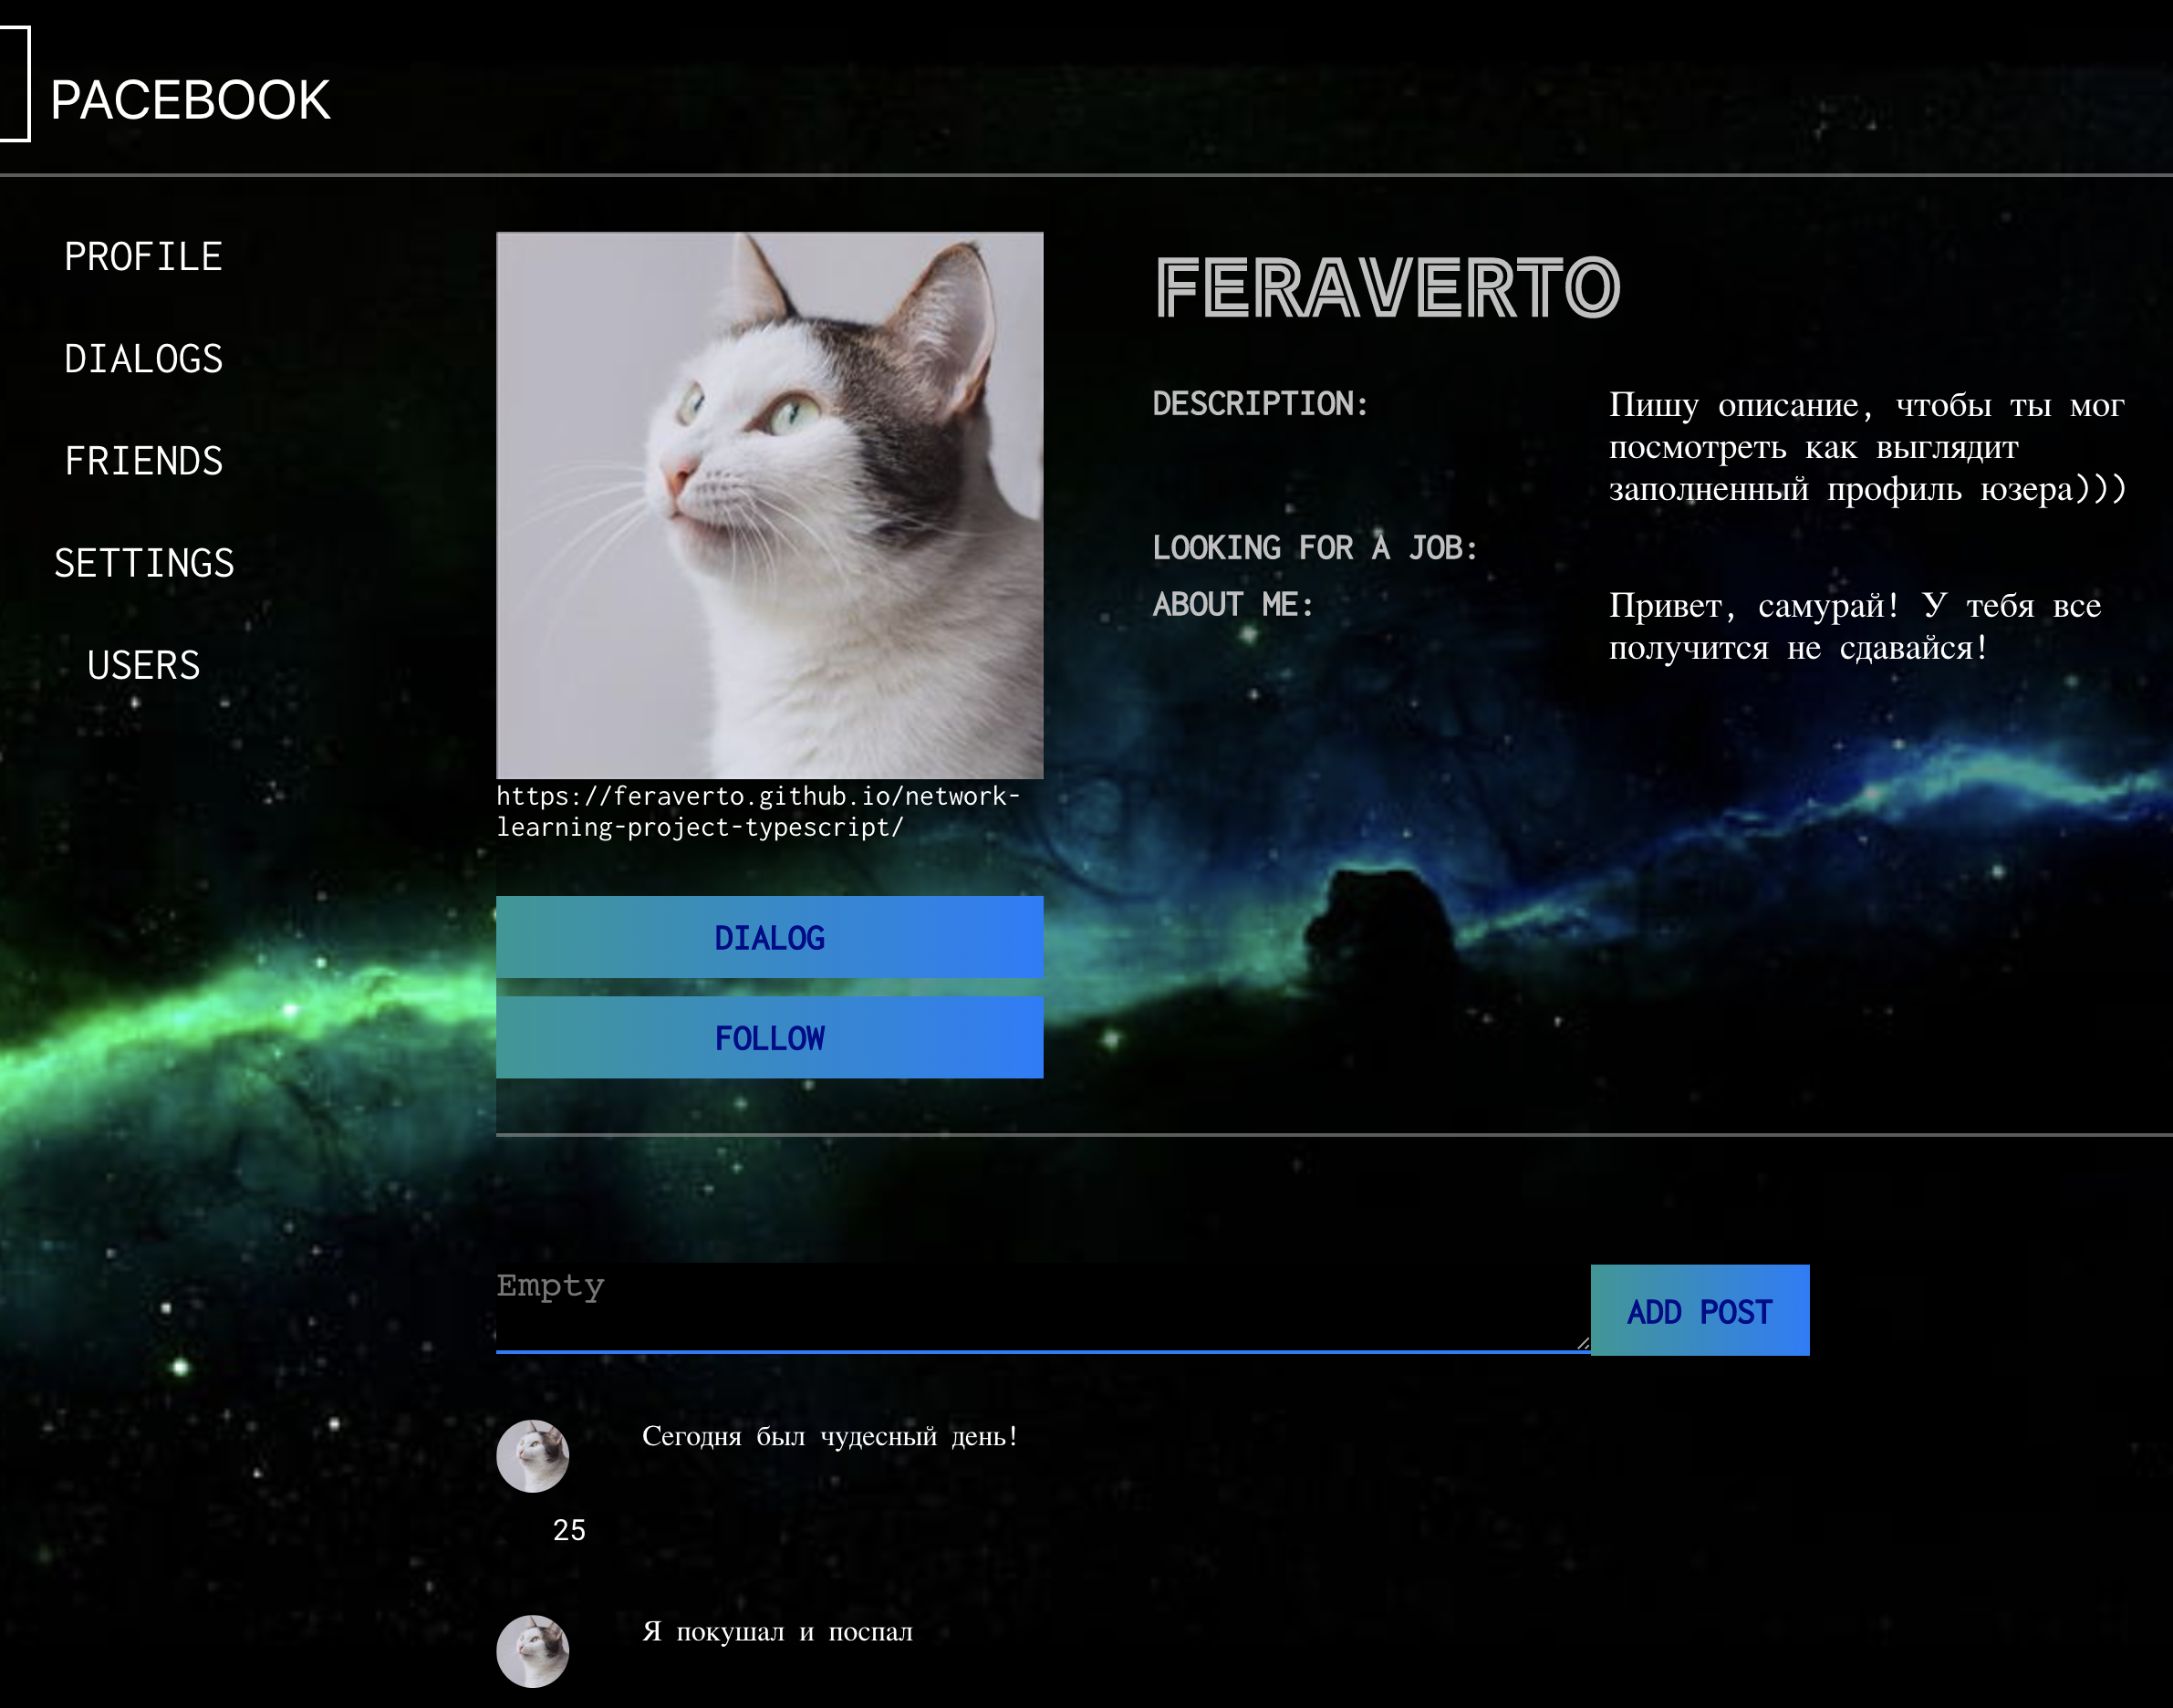 PACEBOOK
PROFILE
DIALOGS
FRIENDS
SETTINGS
USERS
https://feraverto.github.io/network-
learning-project-typescript/
DIALOG
FOLLOW
FERAVERTO
DESCRIPTION:
Пишу описание, чтобы ты мог
посмотреть как выглядит
заполненный профиль юзера)))
LOOKING FOR A JOB:
ABOUT ME:
Привет, самурай! У тебя все
получится не сдавайся!
Empty
ADD POST
Сегодня был чудесный день!
25
Я покушал и поспал